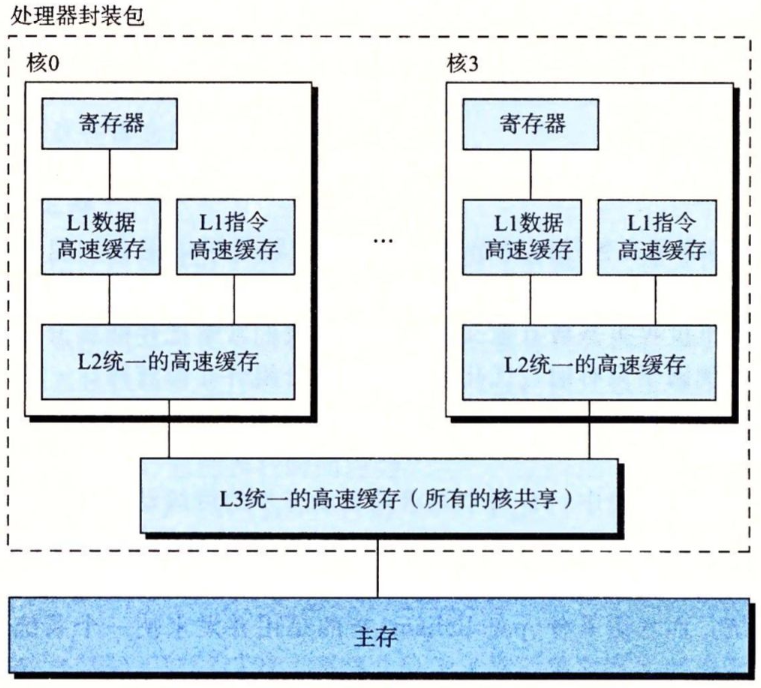 处理器封装包
核0
核3
寄存器
寄存器
L1数据
高速缓存
L1指令
高速缓存
...
L1数据
高速缓存
L1指令
高速缓存
L2统一的高速缓存
L2统一的高速缓存
L3统一的高速缓存（所有的核共享）
主存